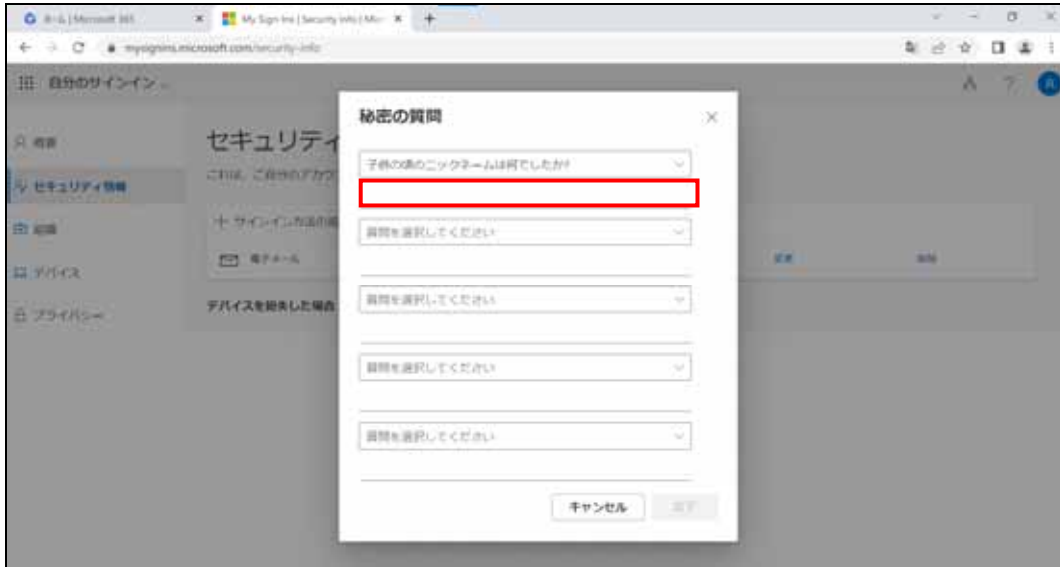 ホーム | Microsoft 365
My Sign-Ins | Security Info | Micr
mysignins.microsoft.com/security-info
自分のサインイン
概要
セキュリティ情報
組織
デバイス
プライバシー
セキュリティ
これは、ご自分のアカウ
サインイン方法の追
電子メール
変更
削除
デバイスを紛失した場合
秘密の質問
子供の頃のニックネームは何でしたか?
質問を選択してください
質問を選択してください
質問を選択してください
質問を選択してください
キャンセル
完了